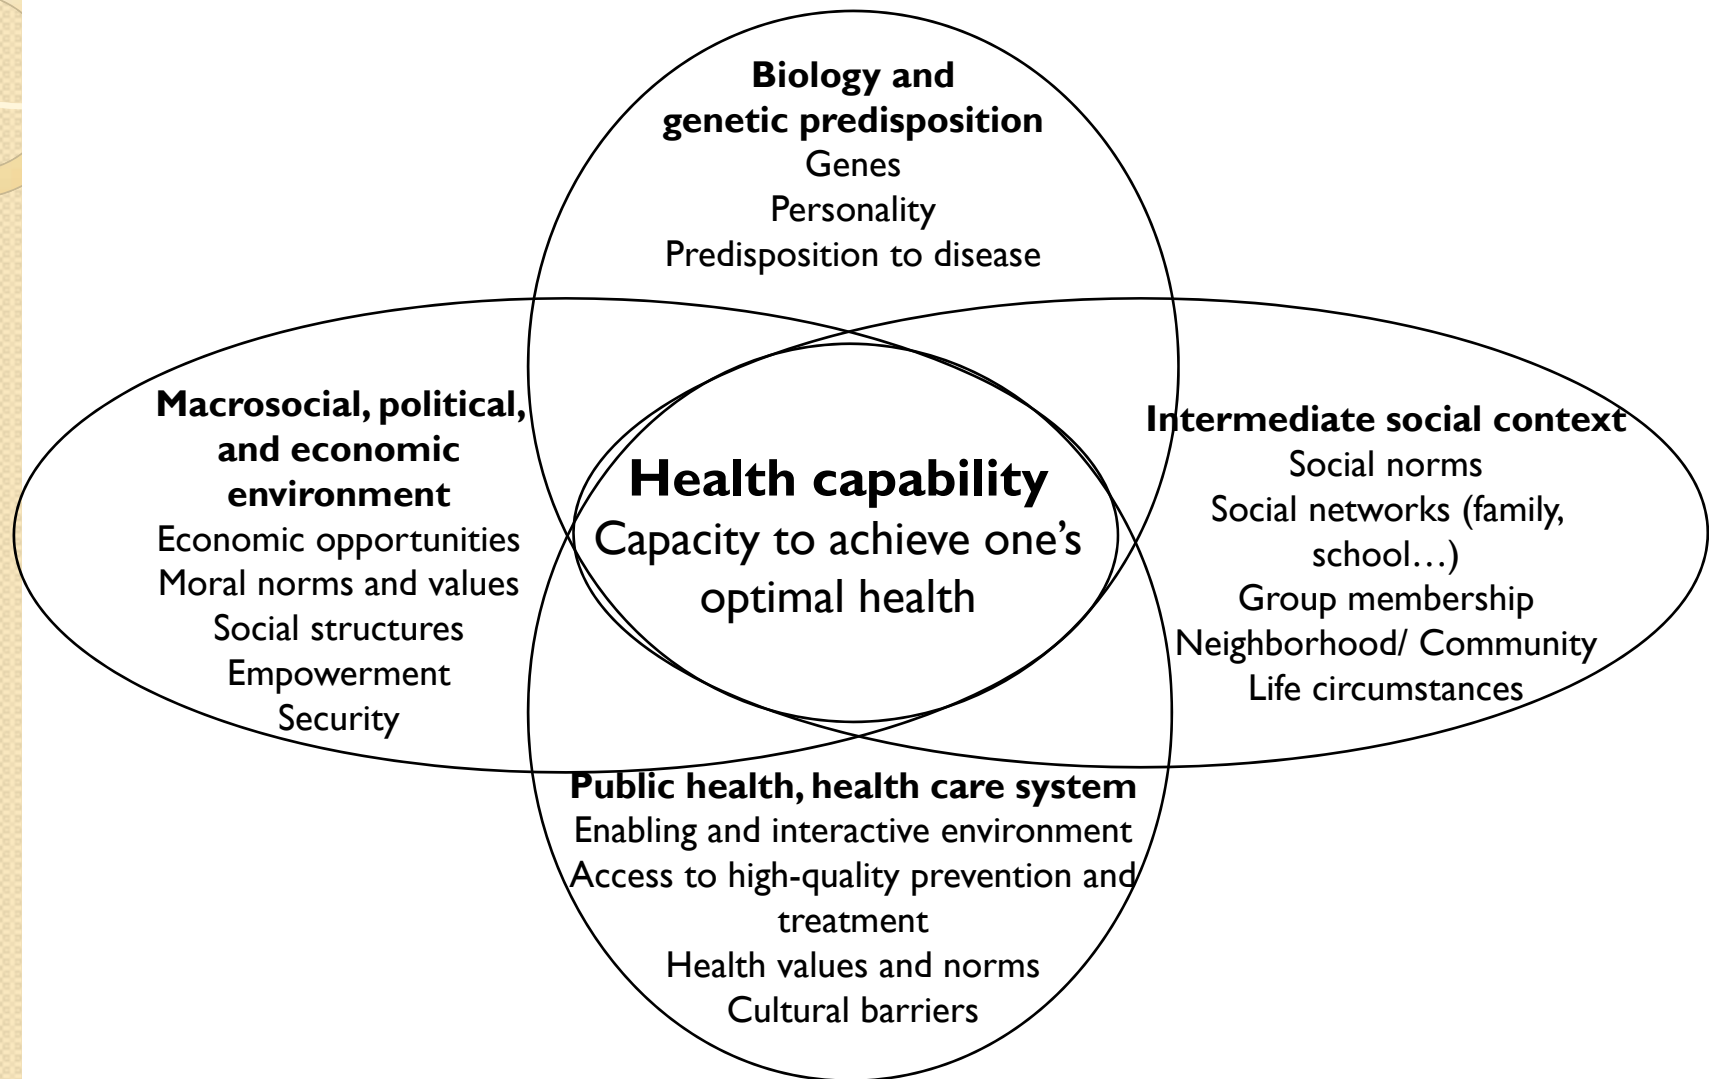 Biology and
genetic predisposition
Genes
Personality
Predisposition to disease
Macrosocial, political,
and economic
environment
Economic opportunities
Moral norms and values
Social structures
Empowerment
Security
Health capability
Capacity to achieve one’s
optimal health
Intermediate social context
Social norms
Social networks (family,
school…)
Group membership
Neighborhood/ Community
Life circumstances
Public health, health care system
Enabling and interactive environment
Access to high-quality prevention and
treatment
Health values and norms
Cultural barriers